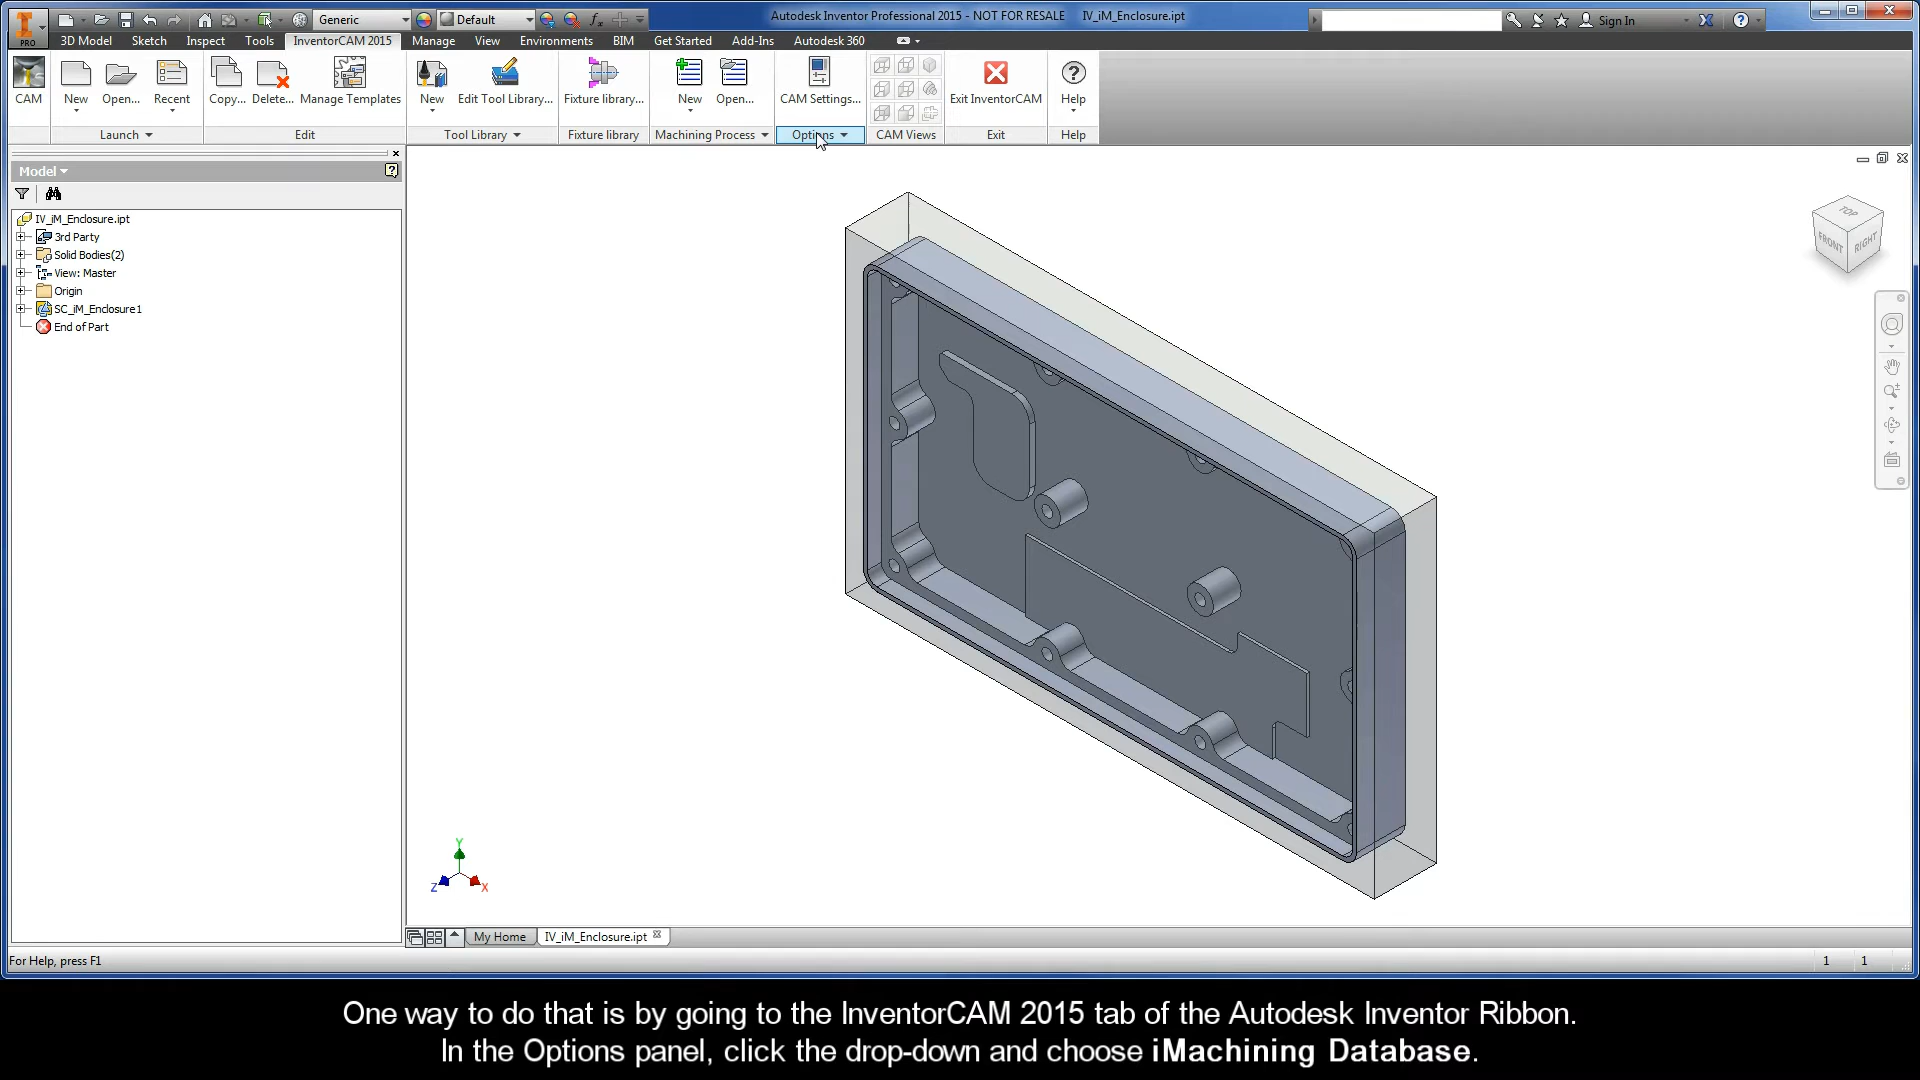 Generic
Default
Autodesk Inventor Professional 2015 - NOT FOR RESALE IV_iM_Enclosure.ipt
Sign In
PRO
3D Model Sketch Inspect Tools InventorCAM 2015 Manage View Environments BIM Get Started Add-Ins Autodesk 360
CAM New Open... Recent Copy... Delete... Manage Templates New Edit Tool Library... Fixture library... New Open... CAM Settings... Exit InventorCAM Help
Launch Edit Tool Library Fixture library Machining Process Options CAM Views Exit Help
Model
IV_iM_Enclosure.ipt
3rd Party
Solid Bodies(2)
View: Master
Origin
SC_iM_Enclosure1
End of Part
TOP
FRONT RIGHT
Y
Z X
My Home IV_iM_Enclosure.ipt
For Help, press F1 1 1
One way to do that is by going to the InventorCAM 2015 tab of the Autodesk Inventor Ribbon.
In the Options panel, click the drop-down and choose iMachining Database.